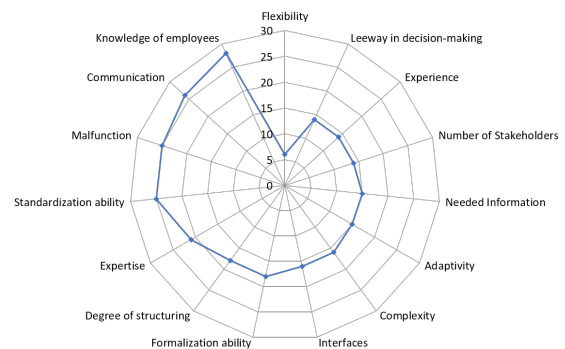 Flexibility
30
Knowledge of employees
Leeway in decision-making
25
Communication
Experience
20
15
Malfunction
Number of Stakeholders
10
5
0
Standardization ability
Needed Information
Expertise
Adaptivity
Degree of structuring
Complexity
Formalization ability
Interfaces